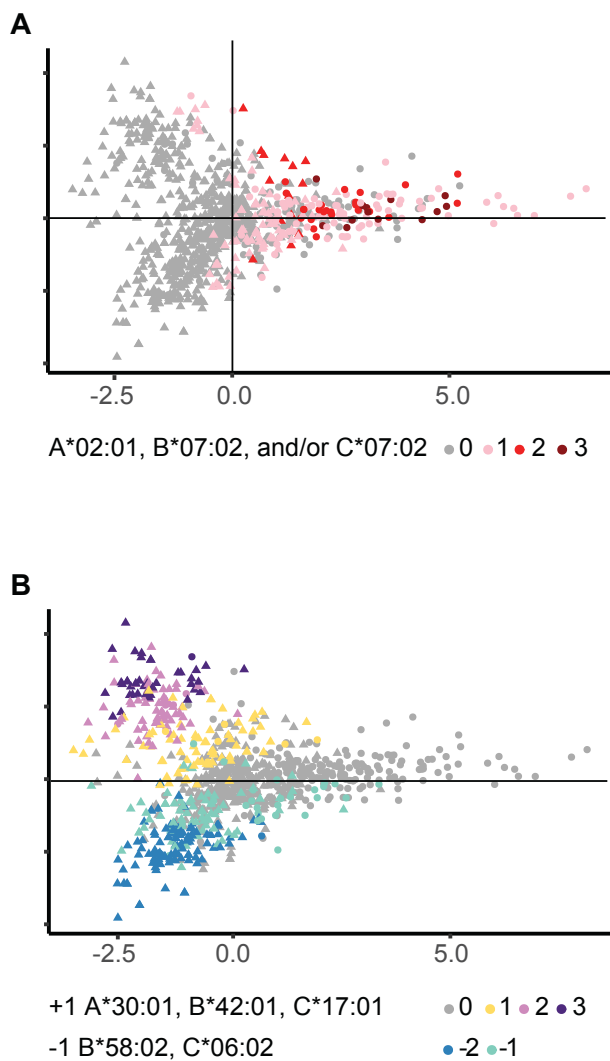 A
-2.5 0.0 5.0
A*02:01, B*07:02, and/or C*07:02 0 1 2 3
B
-2.5 0.0 5.0
+1 A*30:01, B*42:01, C*17:01 0 1 2 3
-1 B*58:02, C*06:02 -2 -1